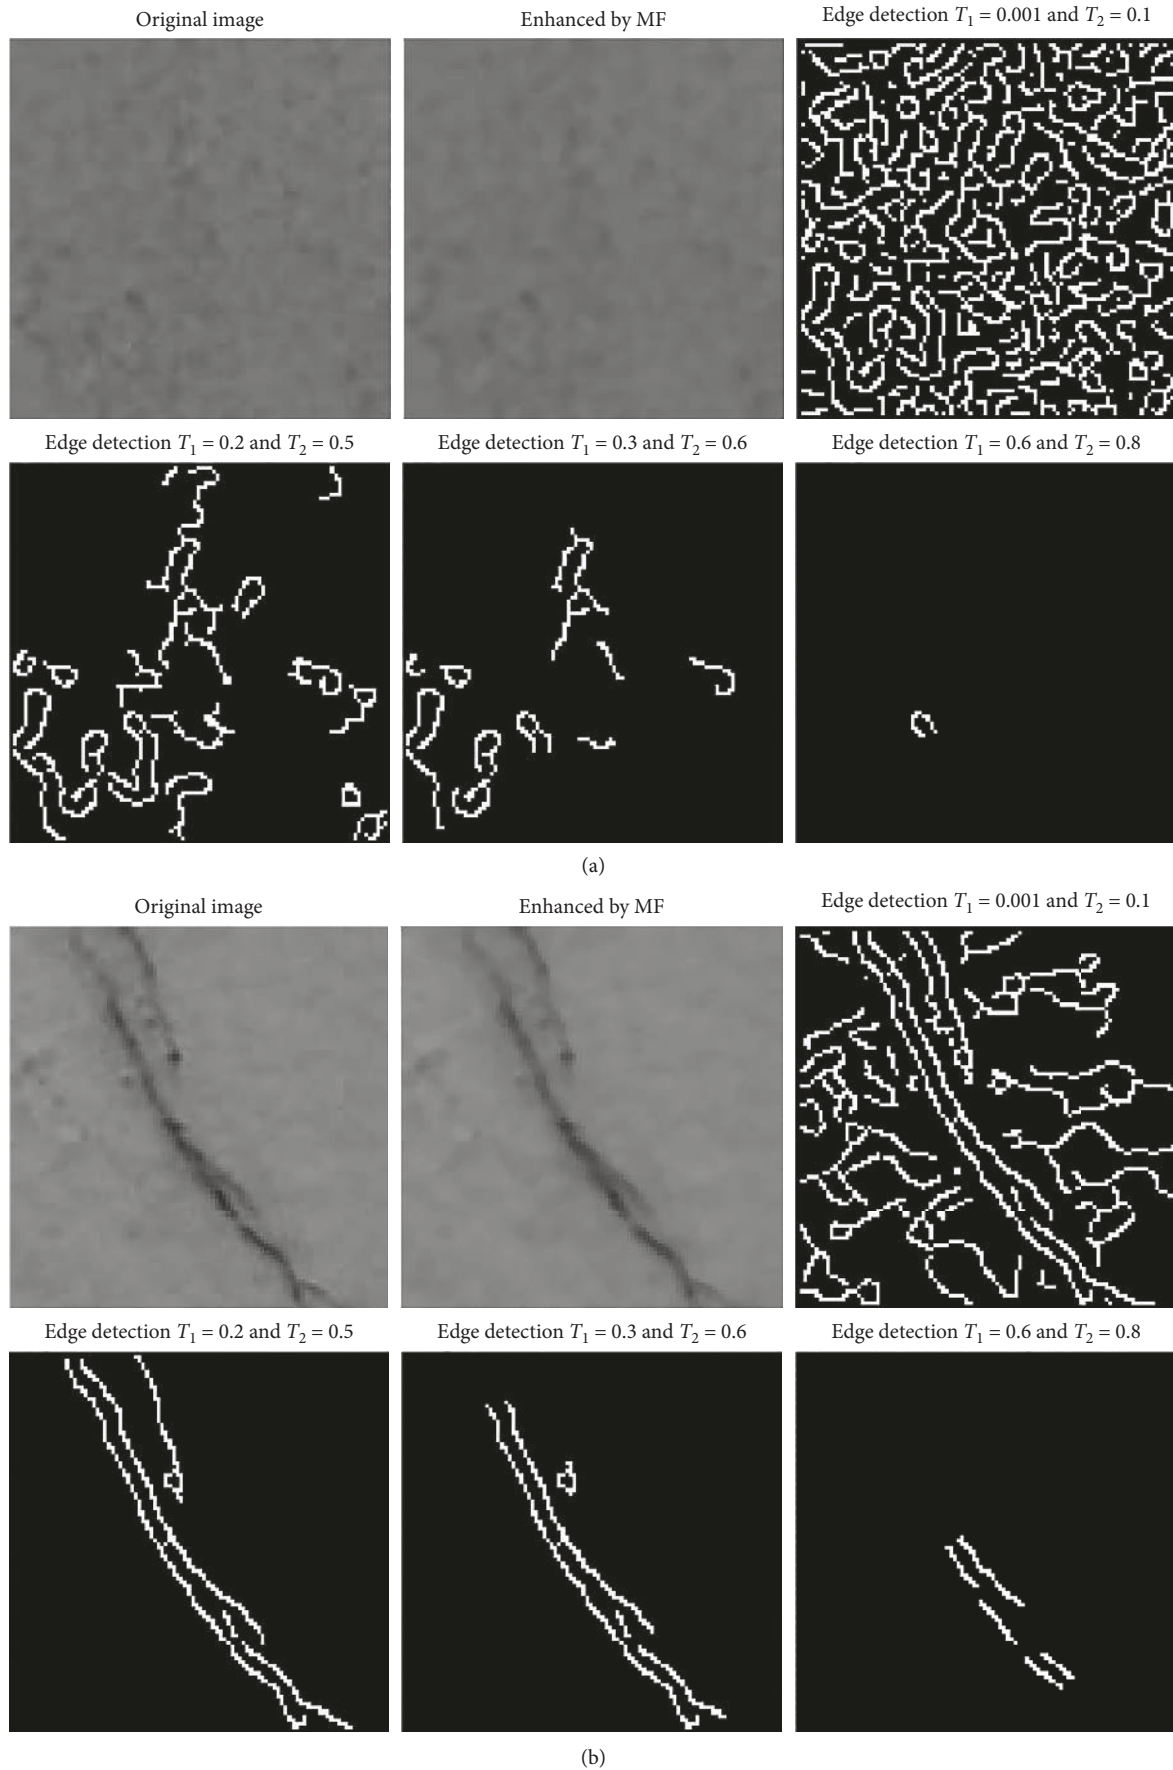 Original image
Enhanced by MF
Edge detection T1 = 0.001 and T2 = 0.1
Edge detection T1 = 0.2 and T2 = 0.5
Edge detection T1 = 0.3 and T2 = 0.6
Edge detection T1 = 0.6 and T2 = 0.8
(a)
Original image
Enhanced by MF
Edge detection T1 = 0.001 and T2 = 0.1
Edge detection T1 = 0.2 and T2 = 0.5
Edge detection T1 = 0.3 and T2 = 0.6
Edge detection T1 = 0.6 and T2 = 0.8
(b)